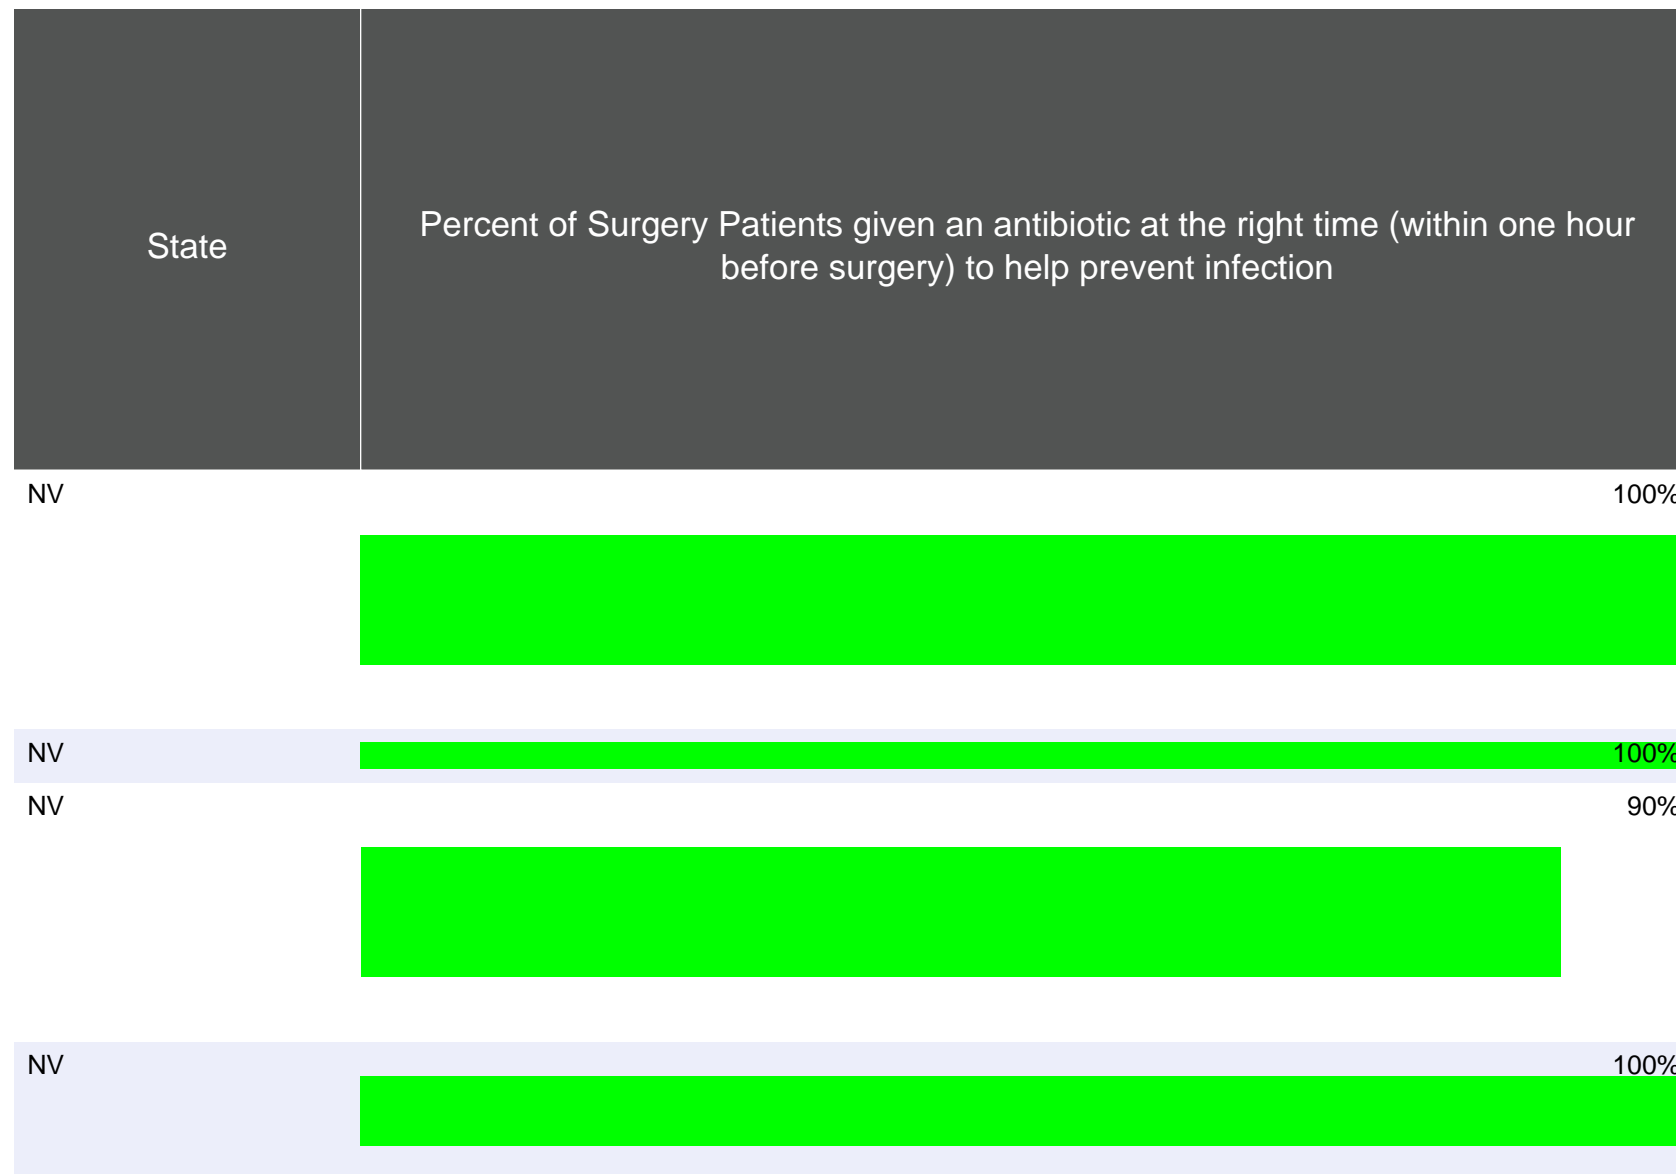 State
Percent of Surgery Patients given an antibiotic at the right time (within one hour
before surgery) to help prevent infection
NV 100%
NV 100%
NV 90%
NV 100%